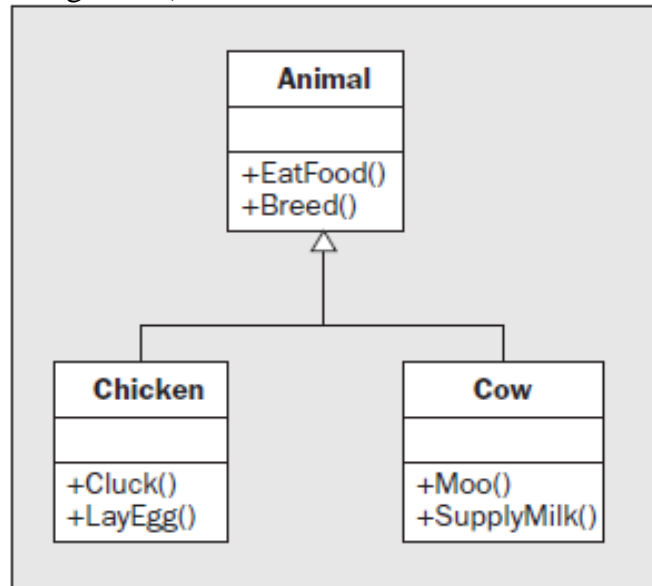 Animal
+EatFood()
+Breed()
Chicken
+Cluck()
+LayEgg()
Cow
+Moo()
+SupplyMilk()